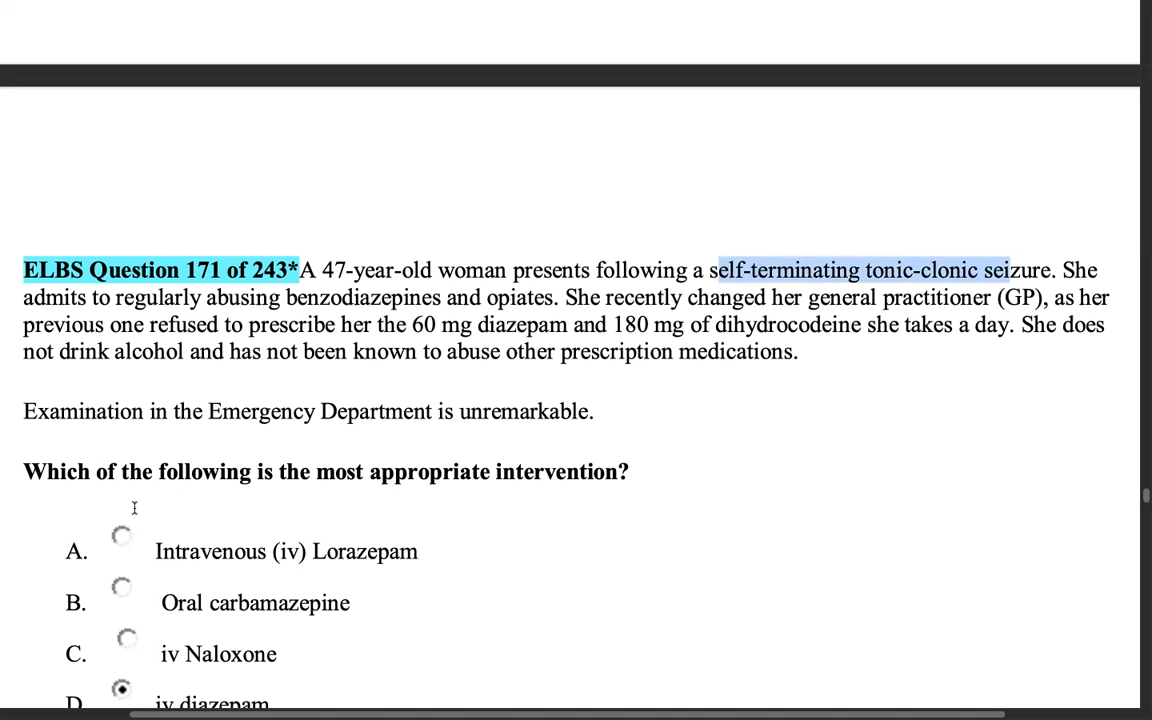 ELBS Question 171 of 243*A 47-year-old woman presents following a self-terminating tonic-clonic seizure. She
admits to regularly abusing benzodiazepines and opiates. She recently changed her general practitioner (GP), as her
previous one refused to prescribe her the 60 mg diazepam and 180 mg of dihydrocodeine she takes a day. She does
not drink alcohol and has not been known to abuse other prescription medications.
Examination in the Emergency Department is unremarkable.
Which of the following is the most appropriate intervention?
A. Intravenous (iv) Lorazepam
B. Oral carbamazepine
C. iv Naloxone
D. iv diazepam